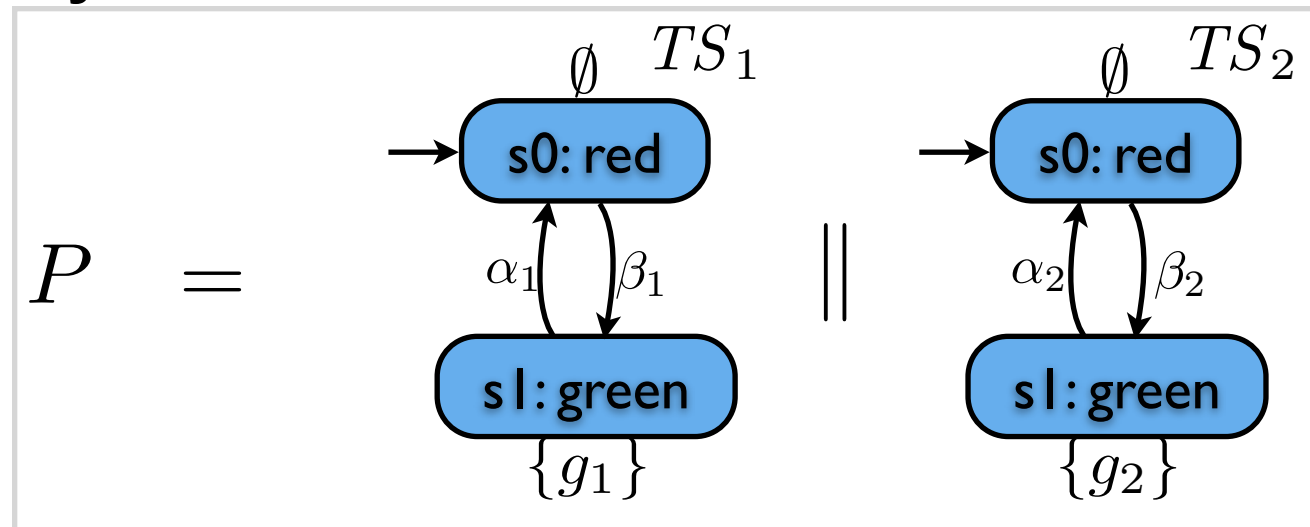 ∅ TS₁ ∅ TS₂
s0: red s0: red
P = α₁ β₁ ∥ α₂ β₂
s1: green s1: green
{g₁} {g₂}